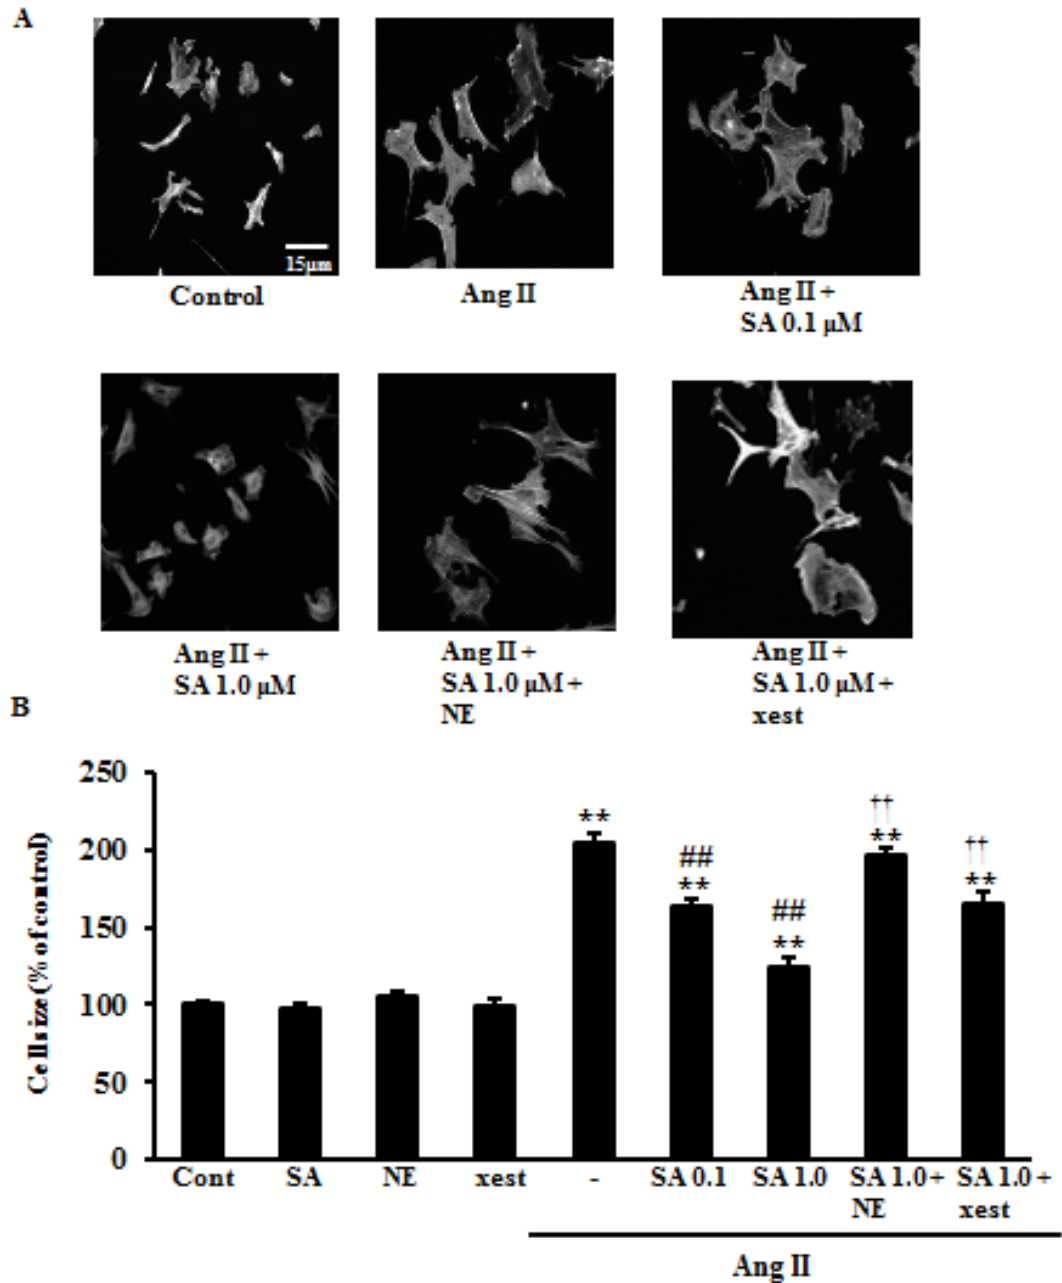 A
15μm
Control
Ang II
Ang II +
SA 0.1 μM
Ang II +
SA 1.0 μM
Ang II +
SA 1.0 μM +
NE
Ang II +
SA 1.0 μM +
xest
B
Cell size (% of control)
250
200
150
100
50
0
**
##
**
##
**
††
**
††
**
Cont SA NE xest - SA 0.1 SA 1.0 SA 1.0 + SA 1.0 +
NE xest
Ang II